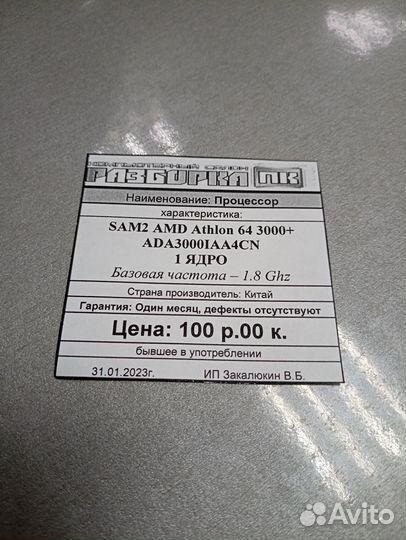 КОМПЬЮТЕРНЫЙ САЛОН
РАЗБОРКА ПК
Наименование: Процессор
характеристика:
SAM2 AMD Athlon 64 3000+
ADA3000IAA4CN
1 ЯДРО
Базовая частота – 1.8 Ghz
Страна производитель: Китай
Гарантия: Один месяц, дефекты отсутствуют
Цена: 100 р.00 к.
бывшее в употреблении
31.01.2023г. ИП Закалюкин В.Б.
Avito